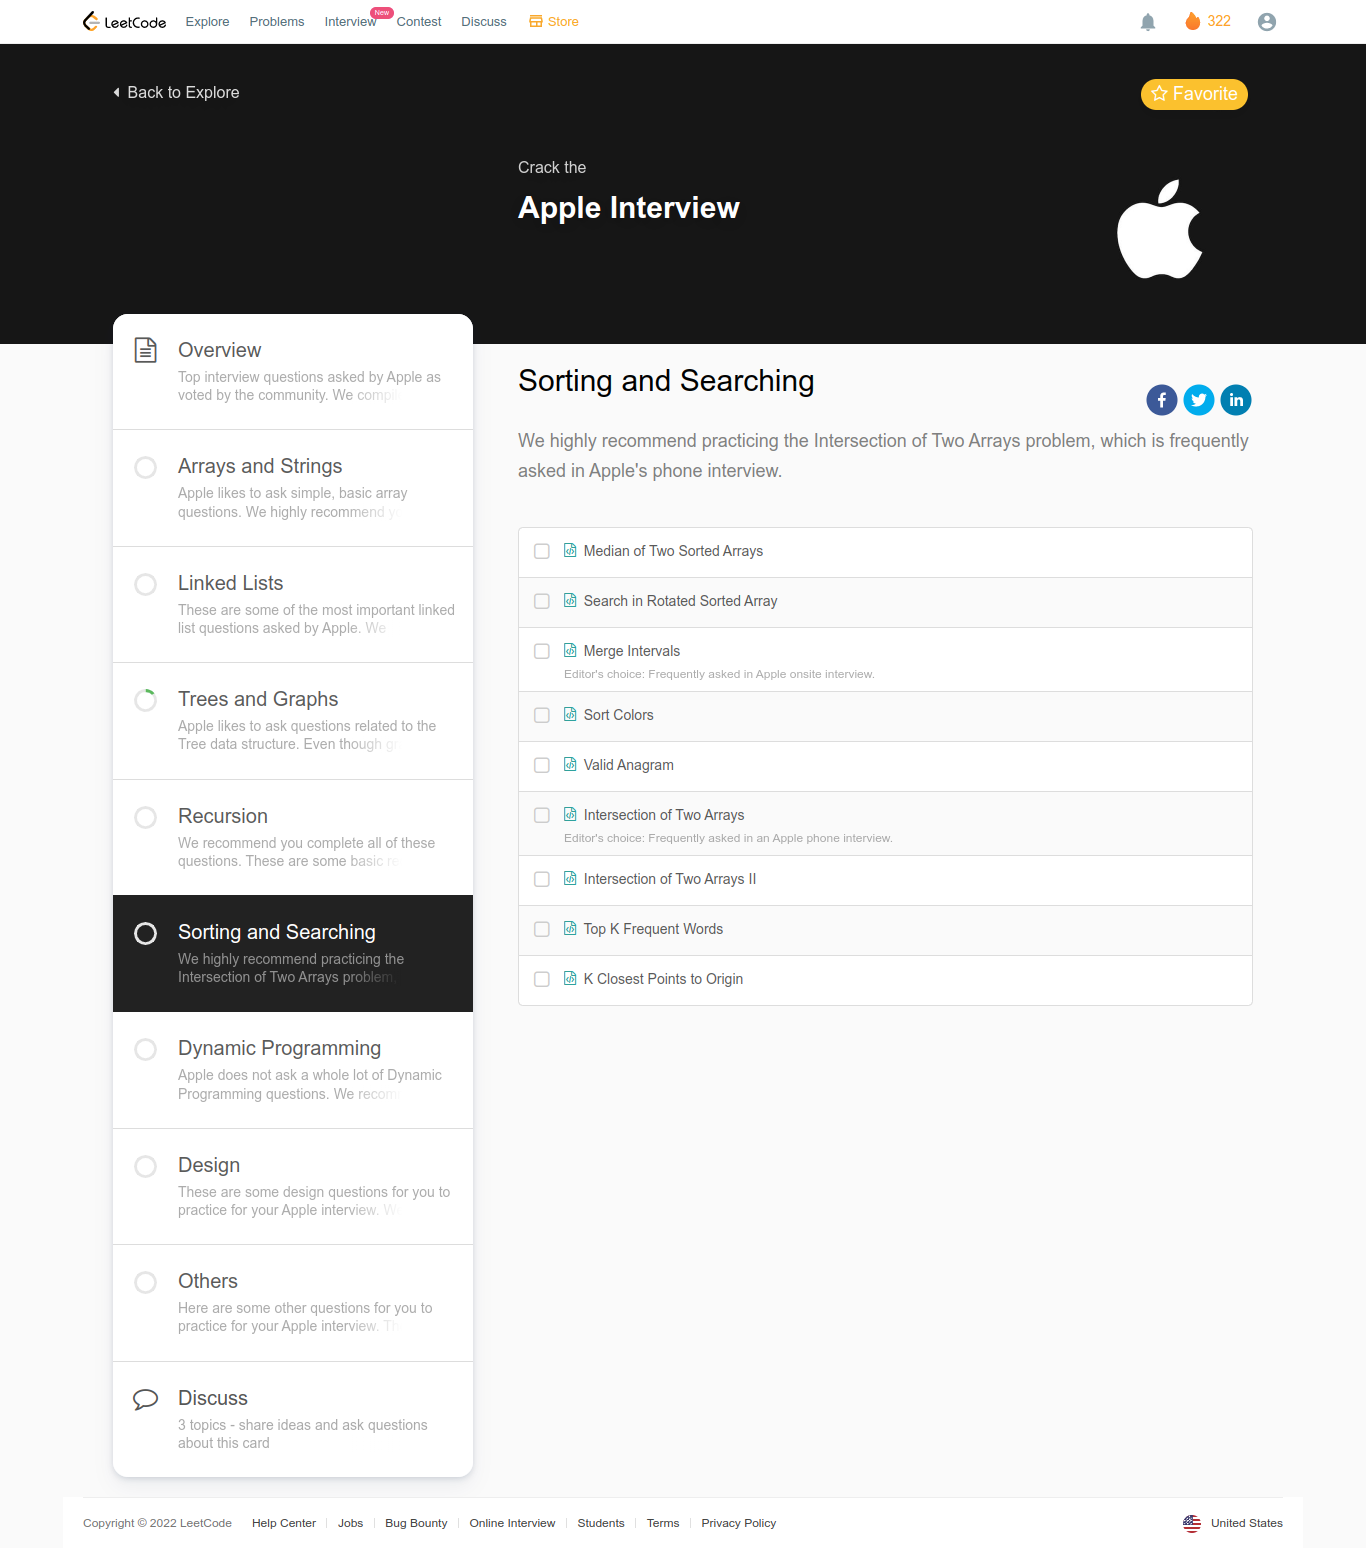 LeetCode Explore Problems Interview New Contest Discuss Store 322
Back to Explore
Favorite
Crack the
Apple Interview
Overview
Top interview questions asked by Apple as
voted by the community. We compi
Arrays and Strings
Apple likes to ask simple, basic array
questions. We highly recommend y
Linked Lists
These are some of the most important linked
list questions asked by Apple. We
Trees and Graphs
Apple likes to ask questions related to the
Tree data structure. Even though gr
Recursion
We recommend you complete all of these
questions. These are some basic re
Sorting and Searching
We highly recommend practicing the
Intersection of Two Arrays problem,
Dynamic Programming
Apple does not ask a whole lot of Dynamic
Programming questions. We recom
Design
These are some design questions for you to
practice for your Apple interview. W
Others
Here are some other questions for you to
practice for your Apple interview. Th
Discuss
3 topics - share ideas and ask questions
about this card
Sorting and Searching
We highly recommend practicing the Intersection of Two Arrays problem, which is frequently
asked in Apple's phone interview.
Median of Two Sorted Arrays
Search in Rotated Sorted Array
Merge Intervals
Editor's choice: Frequently asked in Apple onsite interview.
Sort Colors
Valid Anagram
Intersection of Two Arrays
Editor's choice: Frequently asked in an Apple phone interview.
Intersection of Two Arrays II
Top K Frequent Words
K Closest Points to Origin
Copyright © 2022 LeetCode Help Center Jobs Bug Bounty Online Interview Students Terms Privacy Policy United States